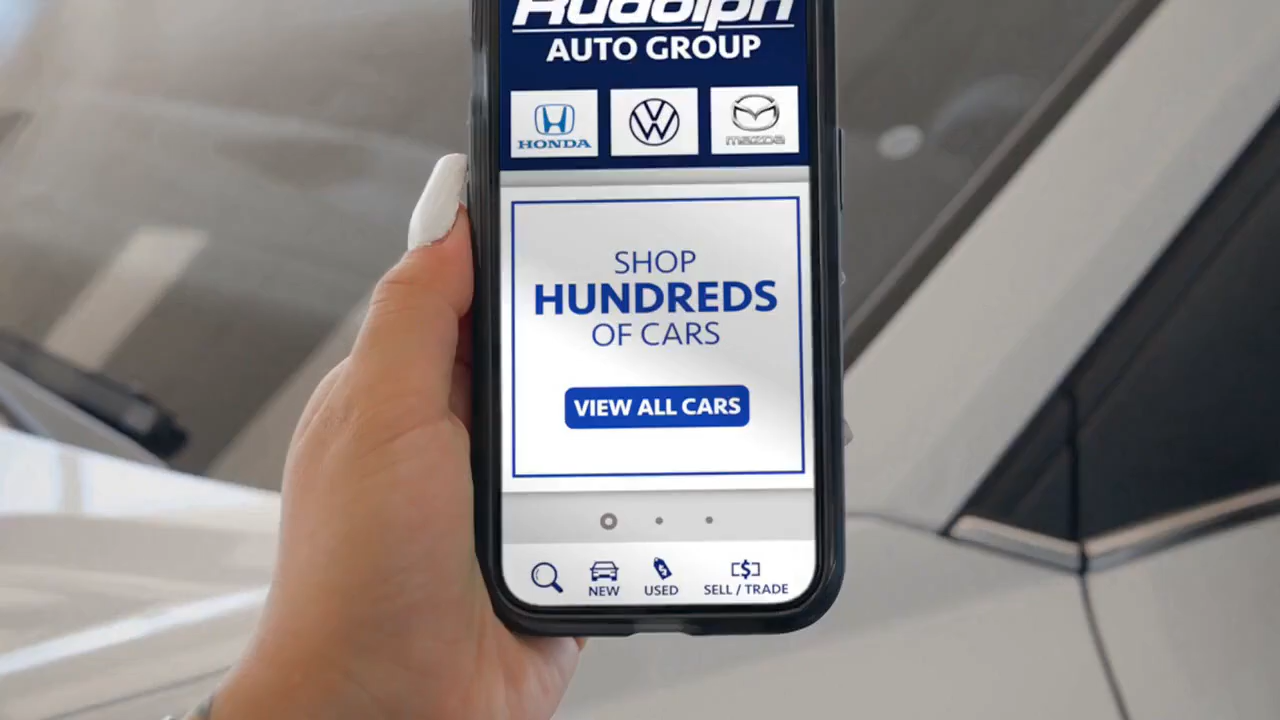 Rudolph
AUTO GROUP
HONDA
mazda
SHOP
HUNDREDS
OF CARS
VIEW ALL CARS
NEW
USED
SELL / TRADE